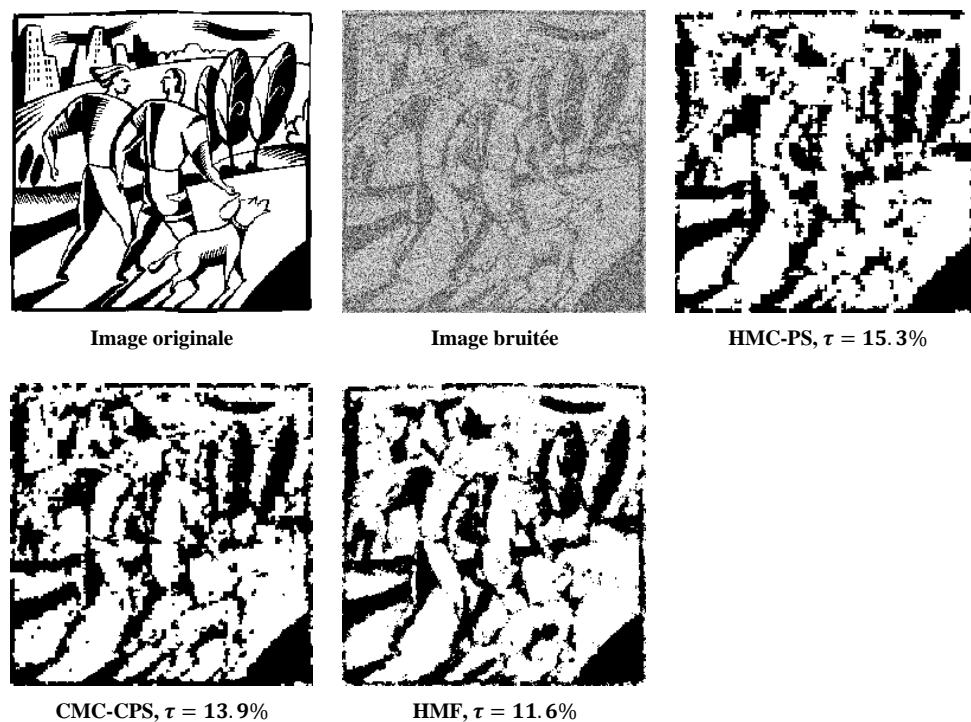 Image originale
Image bruitée
HMC-PS, τ = 15.3%
CMC-CPS, τ = 13.9%
HMF, τ = 11.6%